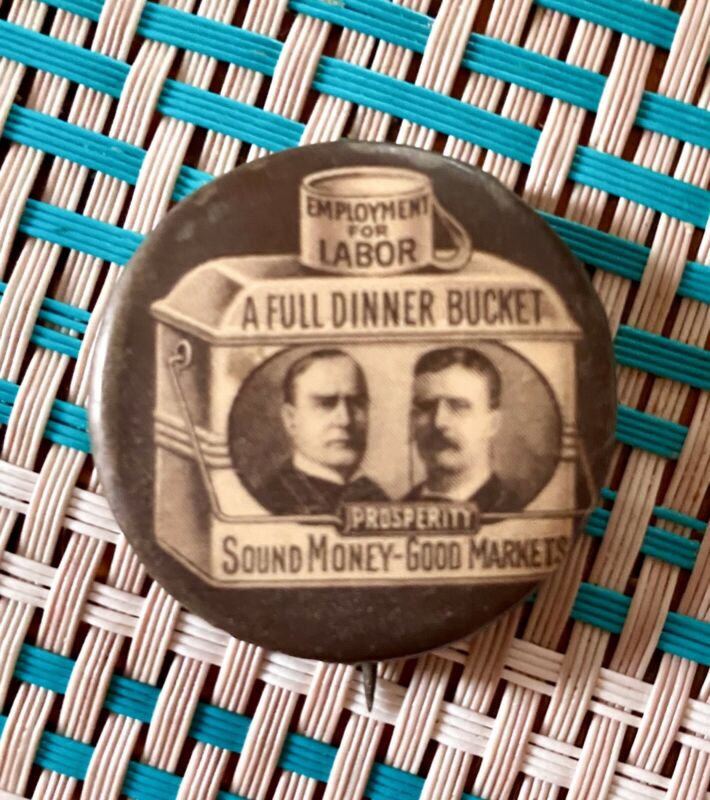 EMPLOYMENT
FOR
LABOR
A FULL DINNER BUCKET
PROSPERITY
SOUND MONEY-GOOD MARKETS